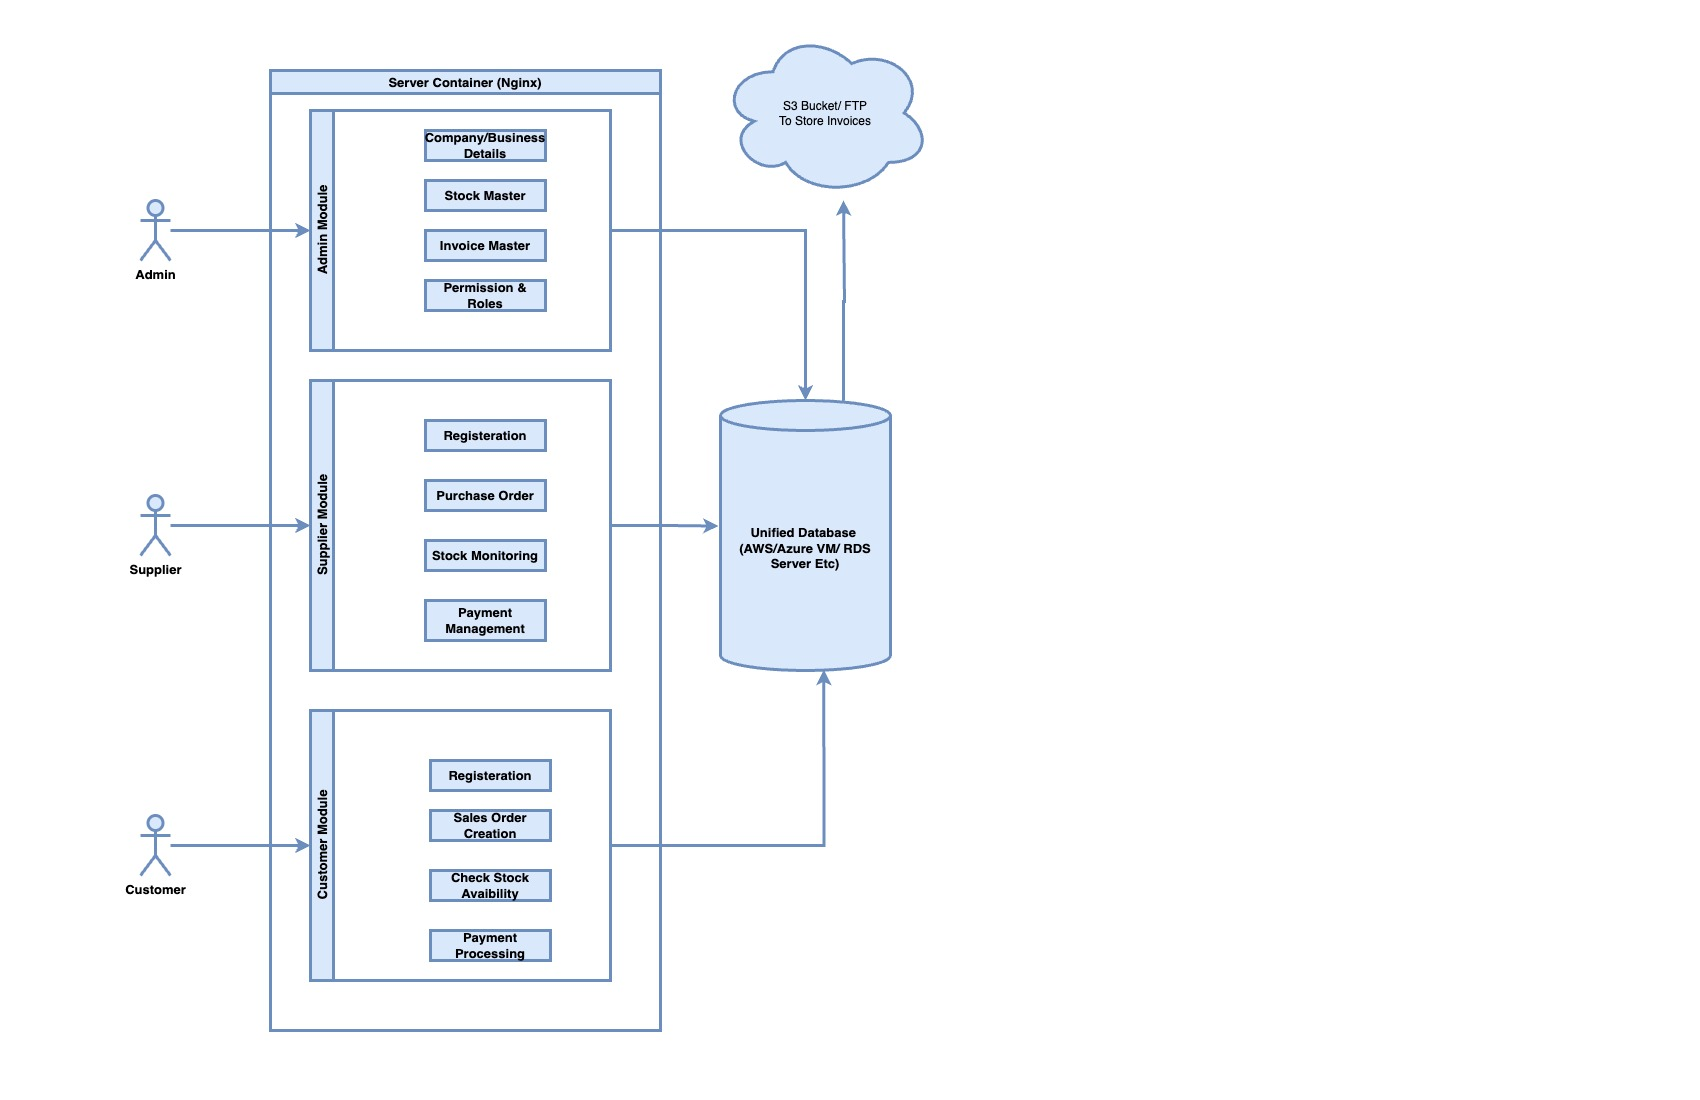 Server Container (Nginx)
S3 Bucket/ FTP
To Store Invoices
Admin
Admin Module
Company/Business
Details
Stock Master
Invoice Master
Permission &
Roles
Supplier
Supplier Module
Registeration
Purchase Order
Stock Monitoring
Payment
Management
Unified Database
(AWS/Azure VM/ RDS
Server Etc)
Customer
Customer Module
Registeration
Sales Order
Creation
Check Stock
Avaibility
Payment
Processing